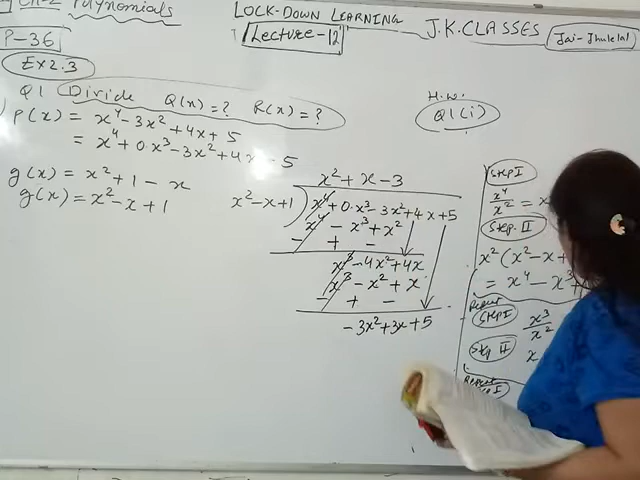 Ch-2 Polynomials
LOCK-DOWN LEARNING
Lecture-12
J.K.CLASSES
Jai-Jhulelal
P-36
Ex 2.3
Q1 Divide Q(x)=? R(x)=?
H.W.
Q1(i)
P(x) = x⁴-3x²+4x+5
= x⁴+0.x³-3x²+4x+5
g(x) = x²+1-x
g(x) = x²-x+1
x²+x-3
x²-x+1) x⁴+0.x³-3x²+4x+5
x⁴-x³+x²
- + -
x³-4x²+4x
x³-x²+x
- + -
-3x²+3x+5
Step I
x⁴/x² = x
Step-II
x²(x²-x+
= x⁴-x³+
Repeat
Step I x³/x²
Step II x
Repeat
Step I